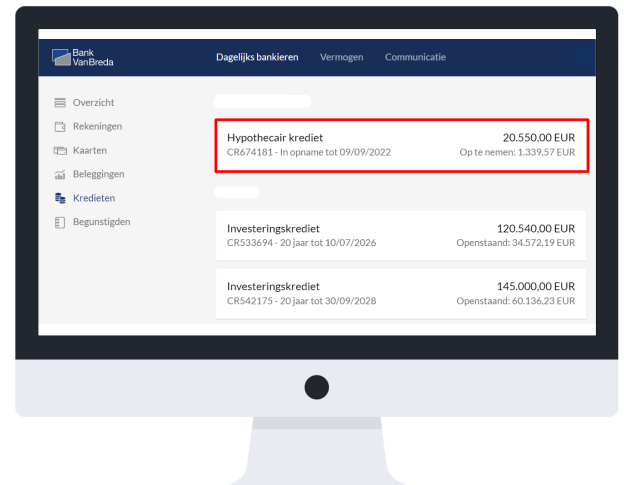 Bank
VanBreda
Dagelijks bankieren Vermogen Communicatie
Overzicht
Rekeningen
Kaarten
Beleggingen
Kredieten
Begunstigden
Hypothecair krediet 20.550,00 EUR
CR674181 - In opname tot 09/09/2022 Op te nemen: 1.339,57 EUR
Investeringskrediet 120.540,00 EUR
CR533694 - 20 jaar tot 10/07/2026 Openstaand: 34.572,19 EUR
Investeringskrediet 145.000,00 EUR
CR542175 - 20 jaar tot 30/09/2028 Openstaand: 60.136,23 EUR